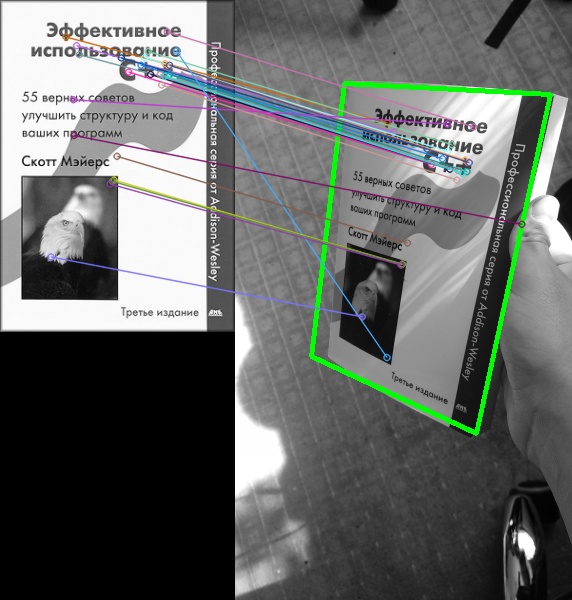 Эффективное
использование
C++
55 верных советов
улучшить структуру и код
ваших программ
Скотт Мэйерс
Третье издание
Профессиональная серия от Addison-Wesley
Эффективное
использование
C++
55 верных советов
улучшить структуру и код
ваших программ
Скотт Мэйерс
Третье издание
Профессиональная серия от Addison-Wesley